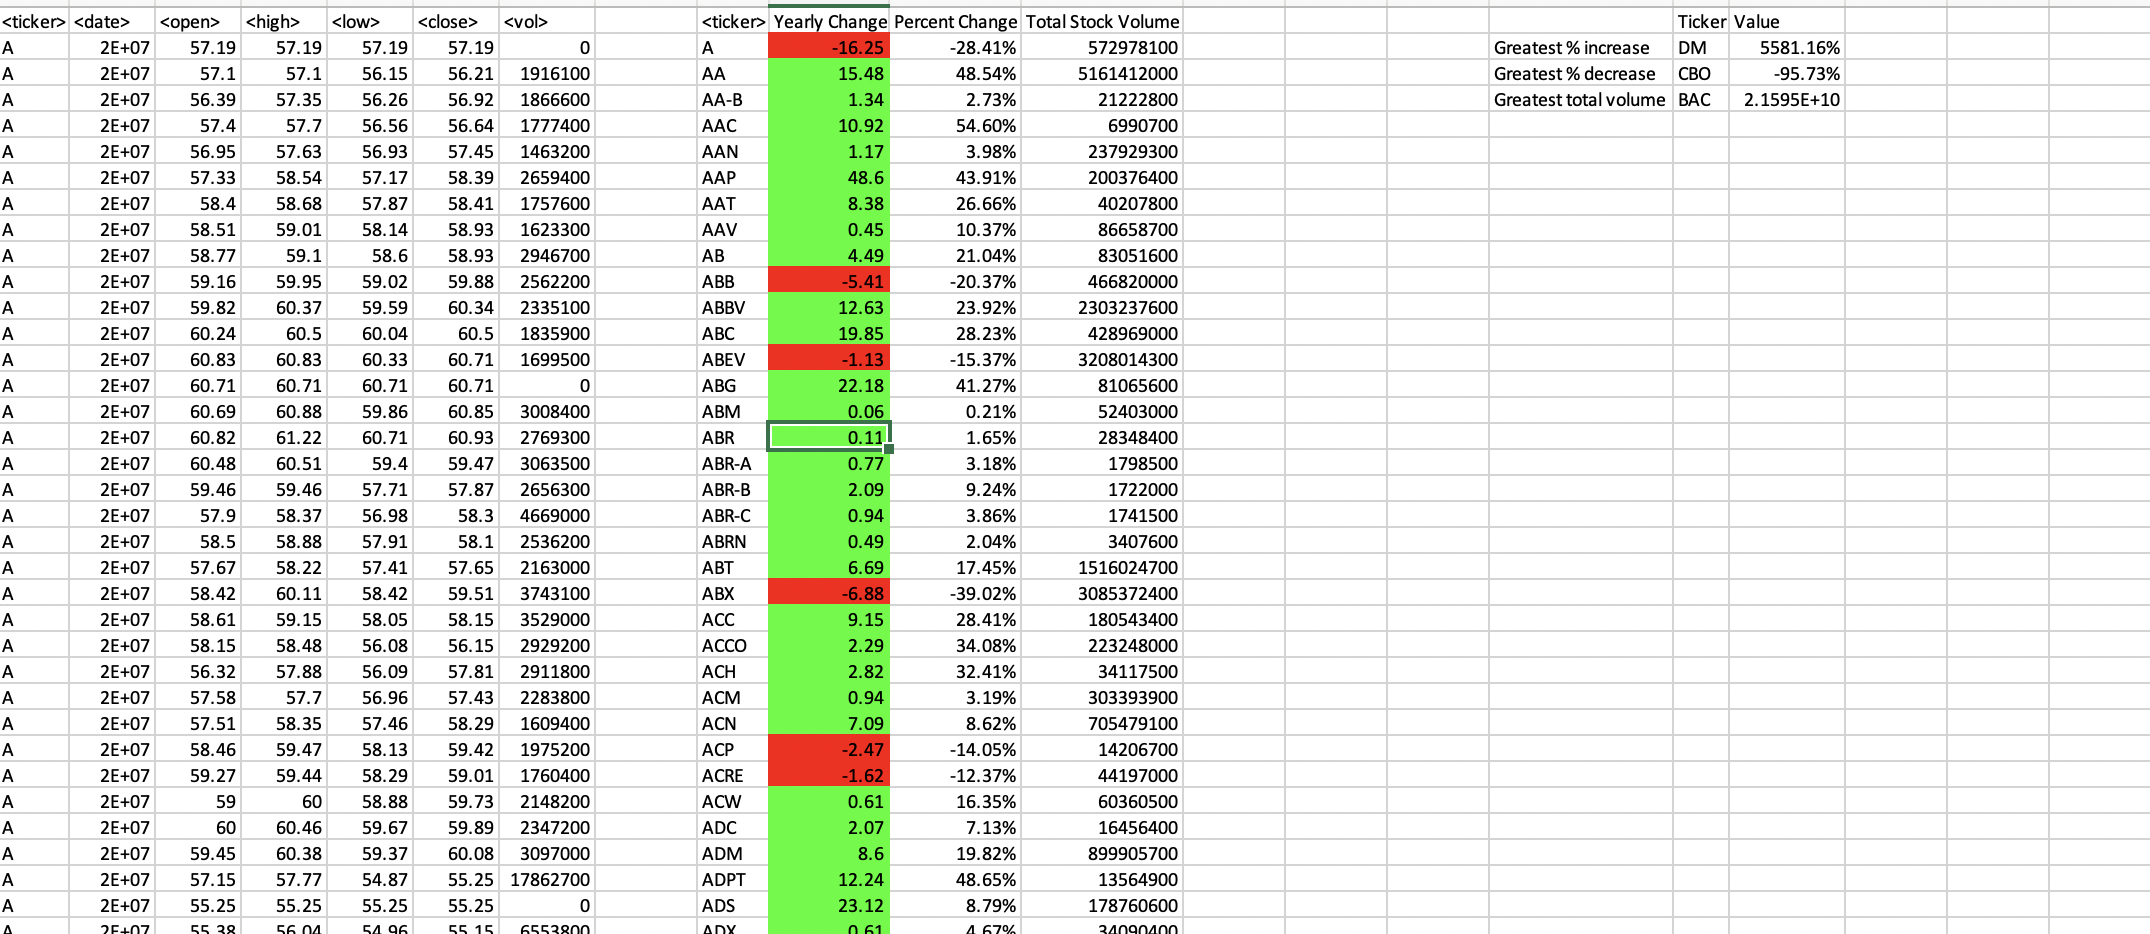 <ticker> <date> <open> <high> <low> <close> <vol> <ticker> Yearly Change Percent Change Total Stock Volume Ticker Value
A 2E+07 57.19 57.19 57.19 57.19 0 A -16.25 -28.41% 572978100 Greatest % increase DM 5581.16%
A 2E+07 57.1 57.1 56.15 56.21 1916100 AA 15.48 48.54% 5161412000 Greatest % decrease CBO -95.73%
A 2E+07 56.39 57.35 56.26 56.92 1866600 AA-B 1.34 2.73% 21222800 Greatest total volume BAC 2.1595E+10
A 2E+07 57.4 57.7 56.56 56.64 1777400 AAC 10.92 54.60% 6990700
A 2E+07 56.95 57.63 56.93 57.45 1463200 AAN 1.17 3.98% 237929300
A 2E+07 57.33 58.54 57.17 58.39 2659400 AAP 48.6 43.91% 200376400
A 2E+07 58.4 58.68 57.87 58.41 1757600 AAT 8.38 26.66% 40207800
A 2E+07 58.51 59.01 58.14 58.93 1623300 AAV 0.45 10.37% 86658700
A 2E+07 58.77 59.1 58.6 58.93 2946700 AB 4.49 21.04% 83051600
A 2E+07 59.16 59.95 59.02 59.88 2562200 ABB -5.41 -20.37% 466820000
A 2E+07 59.82 60.37 59.59 60.34 2335100 ABBV 12.63 23.92% 2303237600
A 2E+07 60.24 60.5 60.04 60.5 1835900 ABC 19.85 28.23% 428969000
A 2E+07 60.83 60.83 60.33 60.71 1699500 ABEV -1.13 -15.37% 3208014300
A 2E+07 60.71 60.71 60.71 60.71 0 ABG 22.18 41.27% 81065600
A 2E+07 60.69 60.88 59.86 60.85 3008400 ABM 0.06 0.21% 52403000
A 2E+07 60.82 61.22 60.71 60.93 2769300 ABR 0.11 1.65% 28348400
A 2E+07 60.48 60.51 59.4 59.47 3063500 ABR-A 0.77 3.18% 1798500
A 2E+07 59.46 59.46 57.71 57.87 2656300 ABR-B 2.09 9.24% 1722000
A 2E+07 57.9 58.37 56.98 58.3 4669000 ABR-C 0.94 3.86% 1741500
A 2E+07 58.5 58.88 57.91 58.1 2536200 ABRN 0.49 2.04% 3407600
A 2E+07 57.67 58.22 57.41 57.65 2163000 ABT 6.69 17.45% 1516024700
A 2E+07 58.42 60.11 58.42 59.51 3743100 ABX -6.88 -39.02% 3085372400
A 2E+07 58.61 59.15 58.05 58.15 3529000 ACC 9.15 28.41% 180543400
A 2E+07 58.15 58.48 56.08 56.15 2929200 ACCO 2.29 34.08% 223248000
A 2E+07 56.32 57.88 56.09 57.81 2911800 ACH 2.82 32.41% 34117500
A 2E+07 57.58 57.7 56.96 57.43 2283800 ACM 0.94 3.19% 303393900
A 2E+07 57.51 58.35 57.46 58.29 1609400 ACN 7.09 8.62% 705479100
A 2E+07 58.46 59.47 58.13 59.42 1975200 ACP -2.47 -14.05% 14206700
A 2E+07 59.27 59.44 58.29 59.01 1760400 ACRE -1.62 -12.37% 44197000
A 2E+07 59 60 58.88 59.73 2148200 ACW 0.61 16.35% 60360500
A 2E+07 60 60.46 59.67 59.89 2347200 ADC 2.07 7.13% 16456400
A 2E+07 59.45 60.38 59.37 60.08 3097000 ADM 8.6 19.82% 899905700
A 2E+07 57.15 57.77 54.87 55.25 17862700 ADPT 12.24 48.65% 13564900
A 2E+07 55.25 55.25 55.25 55.25 0 ADS 23.12 8.79% 178760600
A 2E+07 55.38 56.04 54.96 55.15 6553800 ADX 0.61 4.67% 34090400